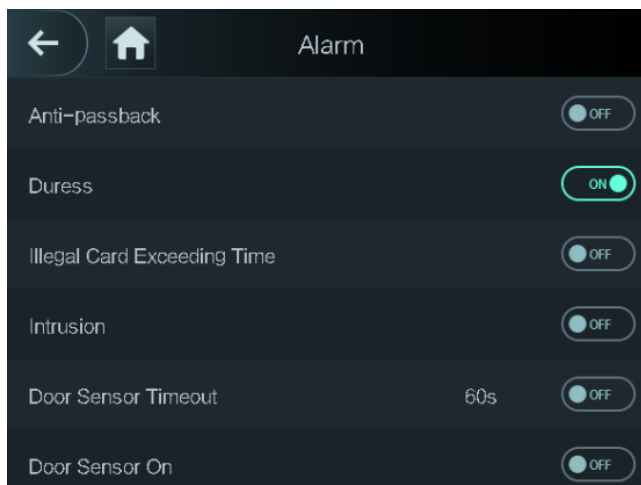 Alarm
Anti-passback OFF
Duress ON
Illegal Card Exceeding Time OFF
Intrusion OFF
Door Sensor Timeout 60s OFF
Door Sensor On OFF